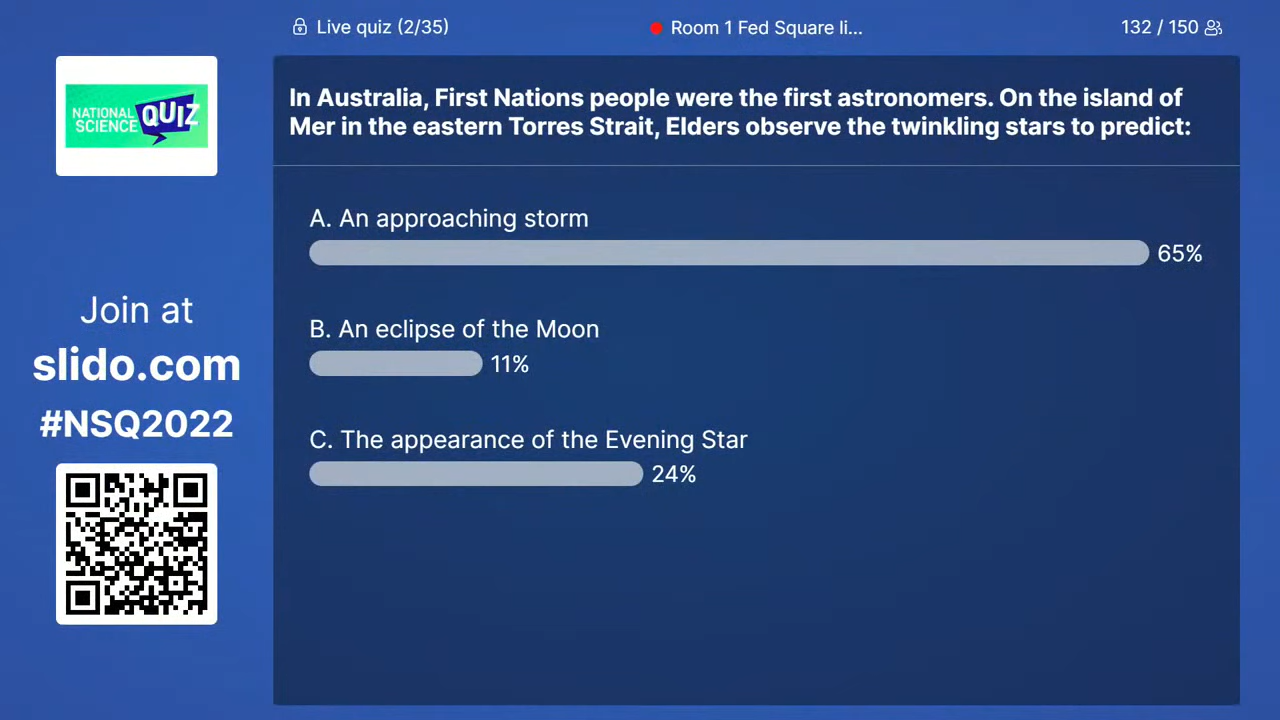 Live quiz (2/35)
Room 1 Fed Square li...
132 / 150
NATIONAL
SCIENCE
QUIZ
In Australia, First Nations people were the first astronomers. On the island of
Mer in the eastern Torres Strait, Elders observe the twinkling stars to predict:
A. An approaching storm
65%
B. An eclipse of the Moon
11%
C. The appearance of the Evening Star
24%
Join at
slido.com
#NSQ2022